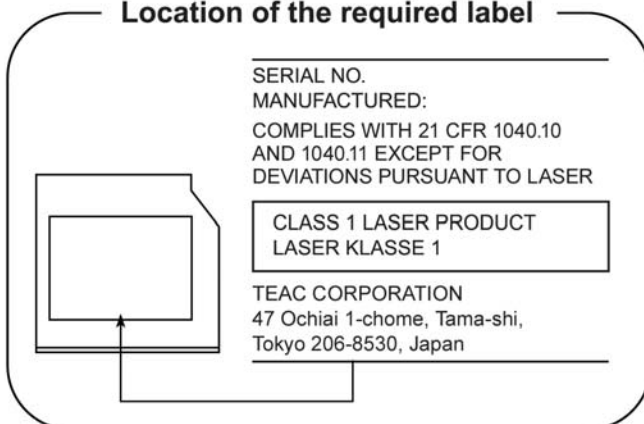 Location of the required label
SERIAL NO.
MANUFACTURED:
COMPLIES WITH 21 CFR 1040.10
AND 1040.11 EXCEPT FOR
DEVIATIONS PURSUANT TO LASER
CLASS 1 LASER PRODUCT
LASER KLASSE 1
TEAC CORPORATION
47 Ochiai 1-chome, Tama-shi,
Tokyo 206-8530, Japan